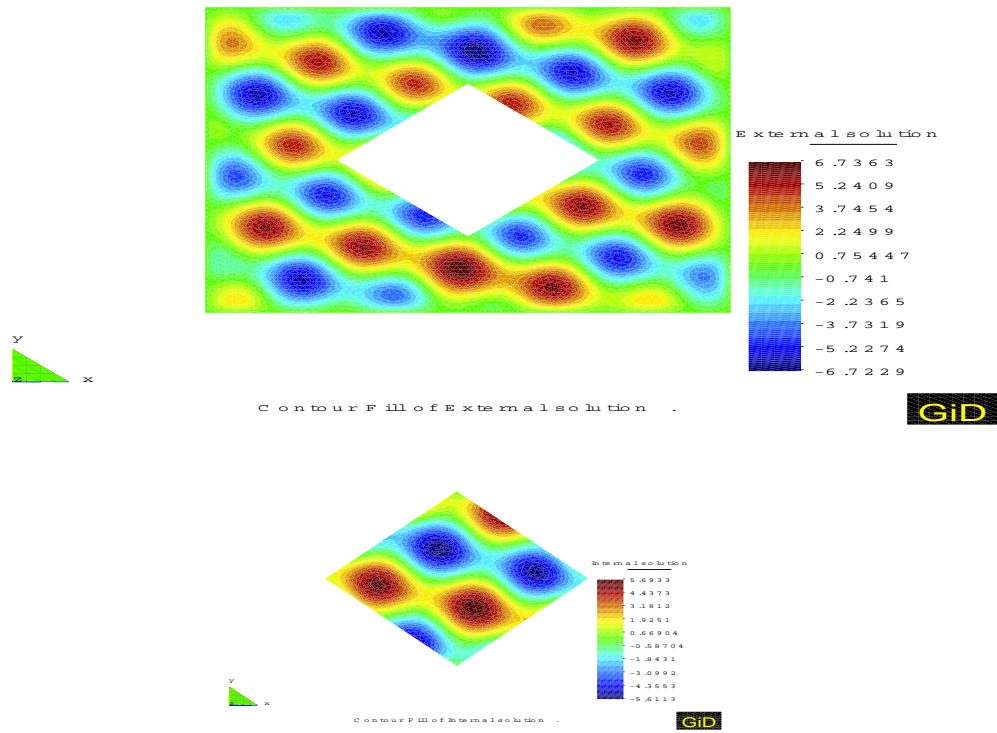 External solution
6.7363
5.2409
3.7454
2.2499
0.75447
-0.741
-2.2365
-3.7319
-5.2274
-6.7229
y
z x
Contour Fill of External solution .
GiD
Internal solution
5.6933
4.4373
3.1812
1.9251
0.66904
-0.58704
-1.8431
-3.0992
-4.3553
-5.6113
y
z x
Contour Fill of Internal solution .
GiD